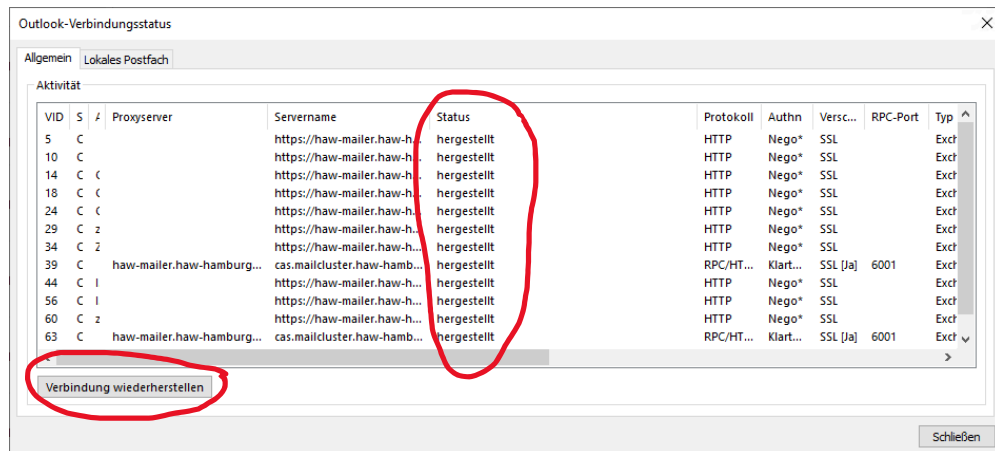 Outlook-Verbindungsstatus
Allgemein Lokales Postfach
Aktivität
VID S A Proxyserver Servername Status Protokoll Authn Versc... RPC-Port Typ
5 C https://haw-mailer.haw-h... hergestellt HTTP Nego* SSL Exch
10 C https://haw-mailer.haw-h... hergestellt HTTP Nego* SSL Exch
14 C C https://haw-mailer.haw-h... hergestellt HTTP Nego* SSL Exch
18 C C https://haw-mailer.haw-h... hergestellt HTTP Nego* SSL Exch
24 C C https://haw-mailer.haw-h... hergestellt HTTP Nego* SSL Exch
29 C z https://haw-mailer.haw-h... hergestellt HTTP Nego* SSL Exch
34 C z https://haw-mailer.haw-h... hergestellt HTTP Nego* SSL Exch
39 C haw-mailer.haw-hamburg... cas.mailcluster.haw-hamb... hergestellt RPC/HT... Klart... SSL [Ja] 6001 Exch
44 C I https://haw-mailer.haw-h... hergestellt HTTP Nego* SSL Exch
56 C I https://haw-mailer.haw-h... hergestellt HTTP Nego* SSL Exch
60 C z https://haw-mailer.haw-h... hergestellt HTTP Nego* SSL Exch
63 C haw-mailer.haw-hamburg... cas.mailcluster.haw-hamb... hergestellt RPC/HT... Klart... SSL [Ja] 6001 Exch
Verbindung wiederherstellen
Schließen